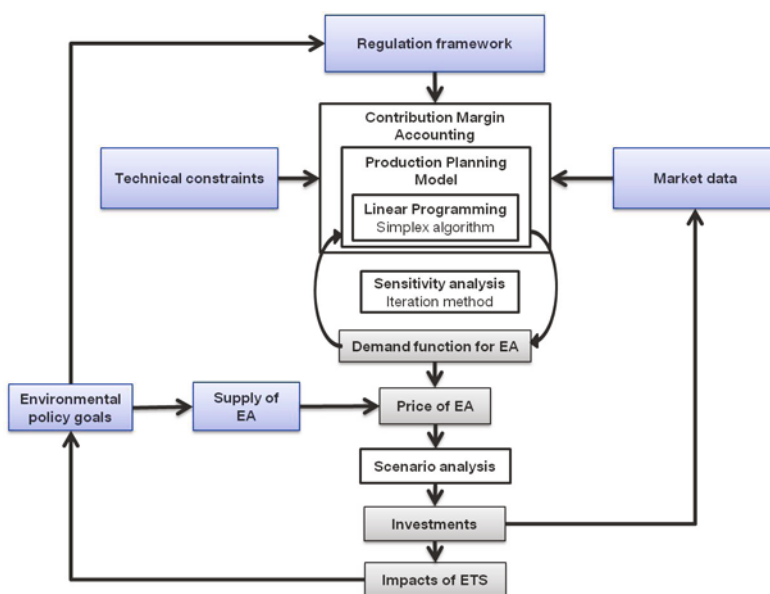 Regulation framework
Contribution Margin
Accounting
Production Planning
Model
Technical constraints
Market data
Linear Programming
Simplex algorithm
Sensitivity analysis
Iteration method
Demand function for EA
Environmental
policy goals
Supply of
EA
Price of EA
Scenario analysis
Investments
Impacts of ETS